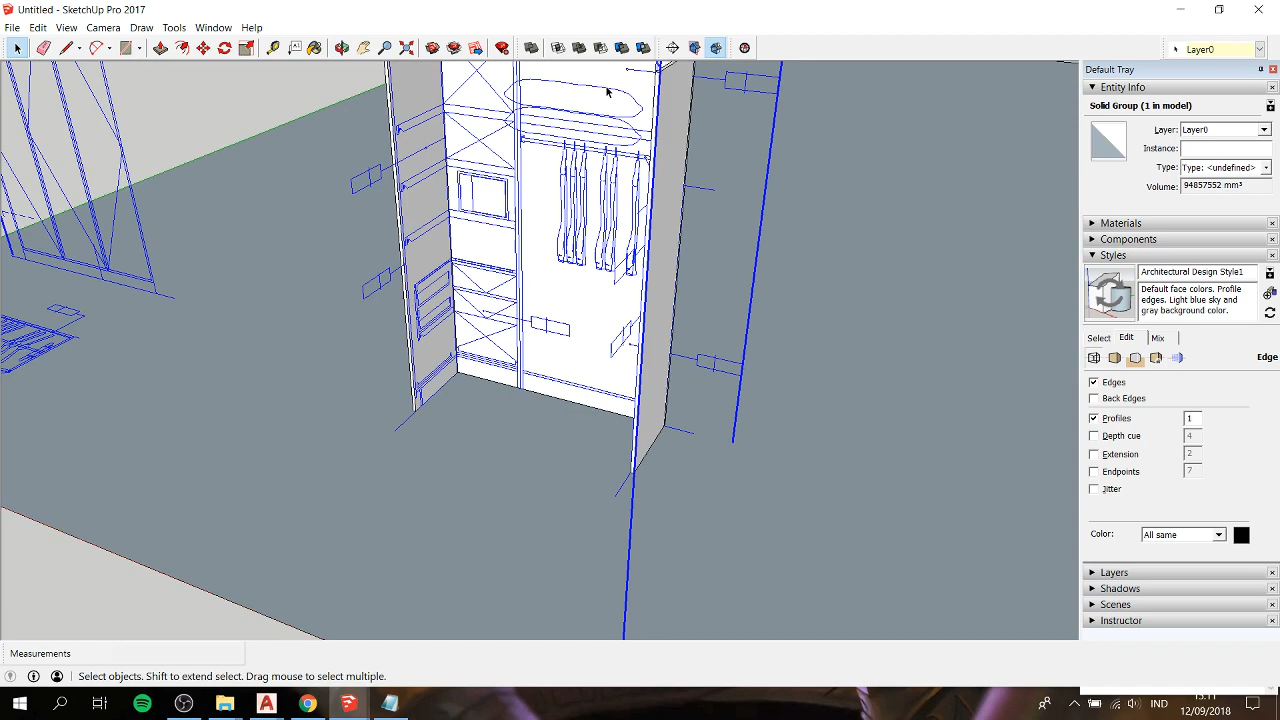 Untitled - SketchUp Pro 2017
File Edit View Camera Draw Tools Window Help
Layer0
Default Tray
Entity Info
Solid Group (1 in model)
Layer: Layer0
Instance:
Type: Type: <undefined>
Volume: 94857552 mm³
Materials
Components
Styles
Architectural Design Style1
Default face colors. Profile
edges. Light blue sky and
gray background color.
Select Edit Mix
Edge
Edges
Back Edges
Profiles 1
Depth cue 4
Extension 2
Endpoints 7
Jitter
Color: All same
Layers
Shadows
Scenes
Instructor
Measurements
Select objects. Shift to extend select. Drag mouse to select multiple.
IND
15.11
12/09/2018